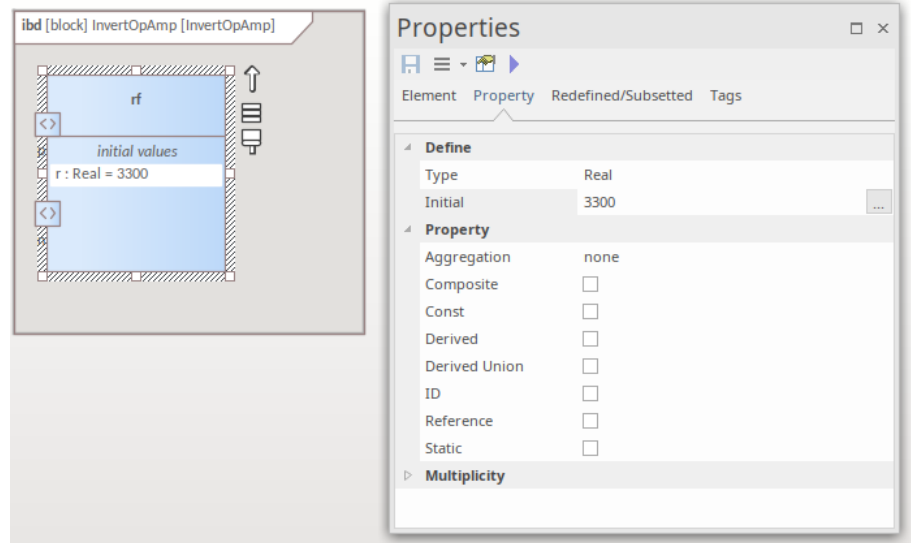 ibd [block] InvertOpAmp [InvertOpAmp]
rf
<>
initial values
r : Real = 3300
<>
Properties
Element Property Redefined/Subsetted Tags
Define
Type Real
Initial 3300 ...
Property
Aggregation none
Composite
Const
Derived
Derived Union
ID
Reference
Static
Multiplicity